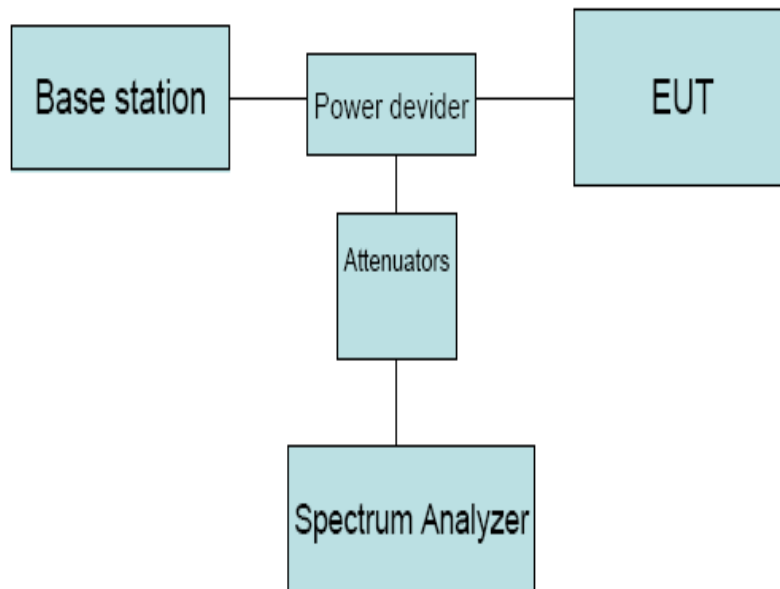 Base station
Power devider
EUT
Attenuators
Spectrum Analyzer